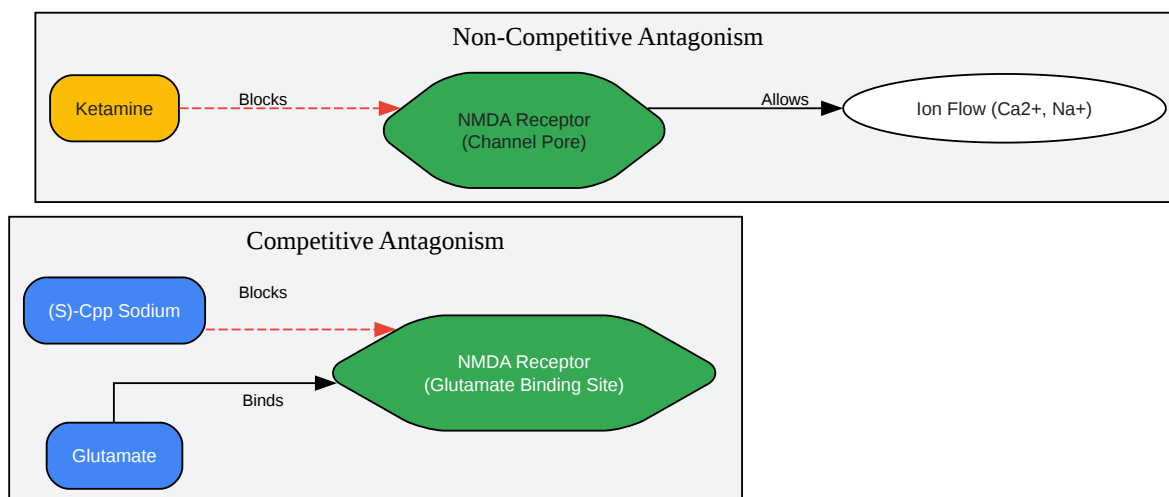 Non-Competitive Antagonism
Ketamine
Blocks
NMDA Receptor
(Channel Pore)
Allows
Ion Flow (Ca2+, Na+)
Competitive Antagonism
(S)-Cpp Sodium
Blocks
NMDA Receptor
(Glutamate Binding Site)
Binds
Glutamate